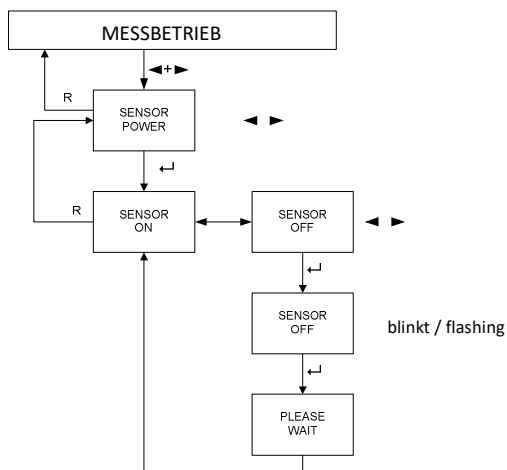 MESSBETRIEB
◄+►
R
SENSOR
POWER
◄ ►
↵
R
SENSOR
ON
SENSOR
OFF
◄ ►
↵
SENSOR
OFF
blinkt / flashing
↵
PLEASE
WAIT